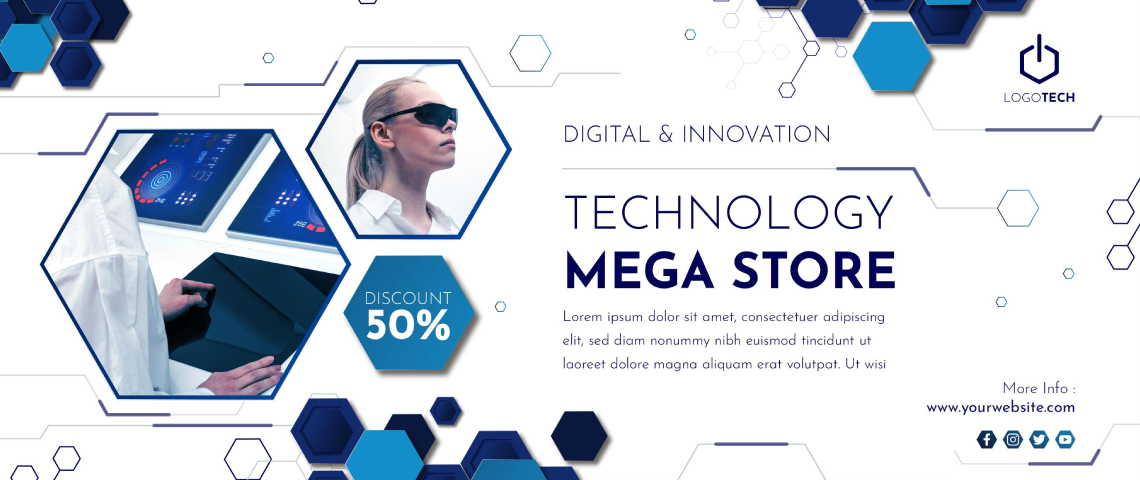 LOGOTECH
DIGITAL & INNOVATION
TECHNOLOGY
MEGA STORE
Lorem ipsum dolor sit amet, consectetuer adipiscing
elit, sed diam nonummy nibh euismod tincidunt ut
laoreet dolore magna aliquam erat volutpat. Ut wisi
DISCOUNT
50%
More Info :
www.yourwebsite.com